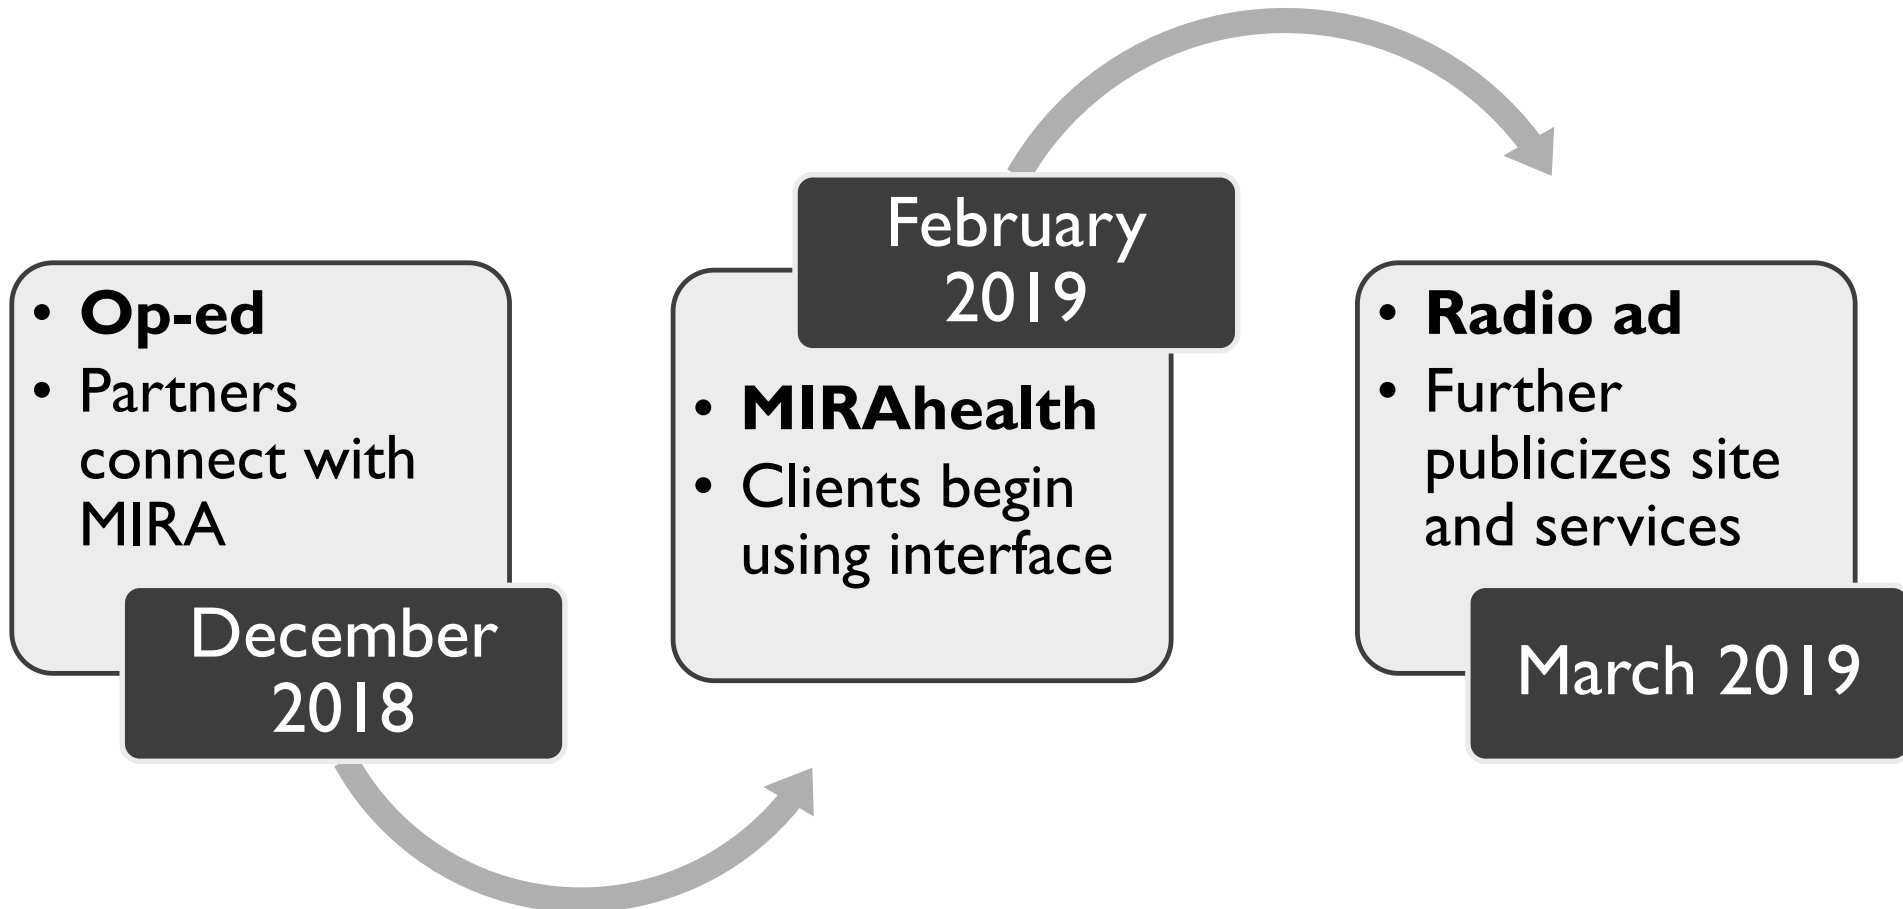 • Op-ed
• Partners
connect with
MIRA
December
2018
February
2019
• MIRAhealth
• Clients begin
using interface
• Radio ad
• Further
publicizes site
and services
March 2019